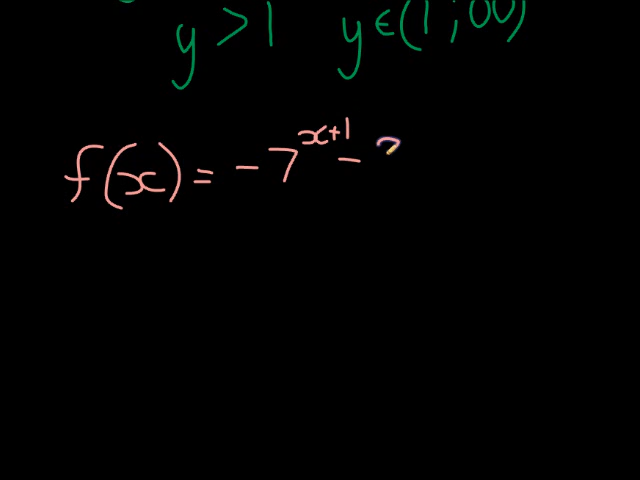 y > 1 y ∈ (1 ; ∞)
f(x) = - 7^{x+1} -